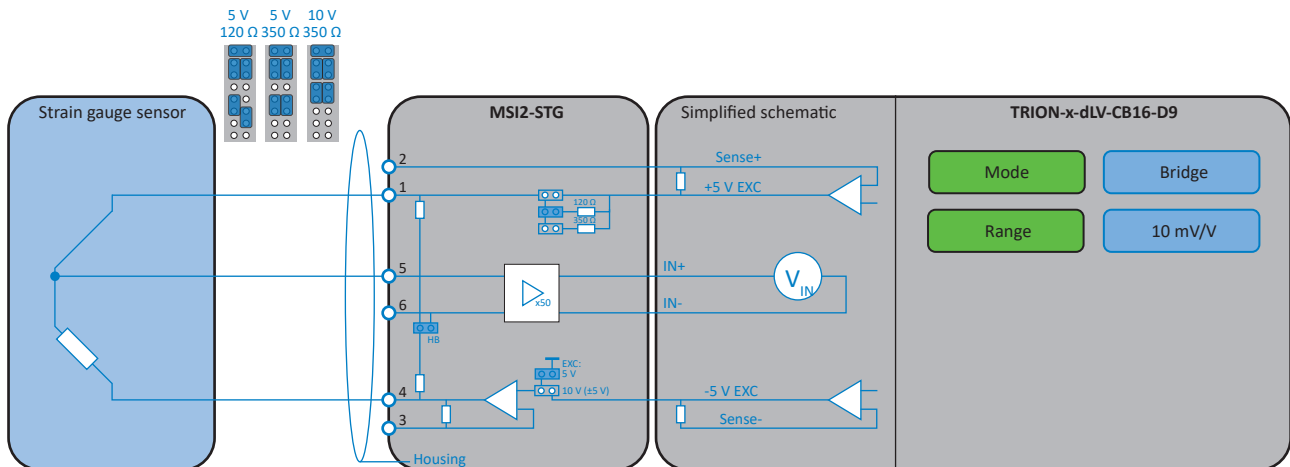 5 V 5 V 10 V
120 Ω 350 Ω 350 Ω
Strain gauge sensor
MSI2-STG
Simplified schematic
TRION-x-dLV-CB16-D9
2
Sense+
Mode
Bridge
1
+5 V EXC
120 Ω
350 Ω
Range
10 mV/V
5
IN+
V IN
x50
6
IN-
HB
EXC:
5 V
10 V (±5 V)
4
-5 V EXC
3
Sense-
Housing